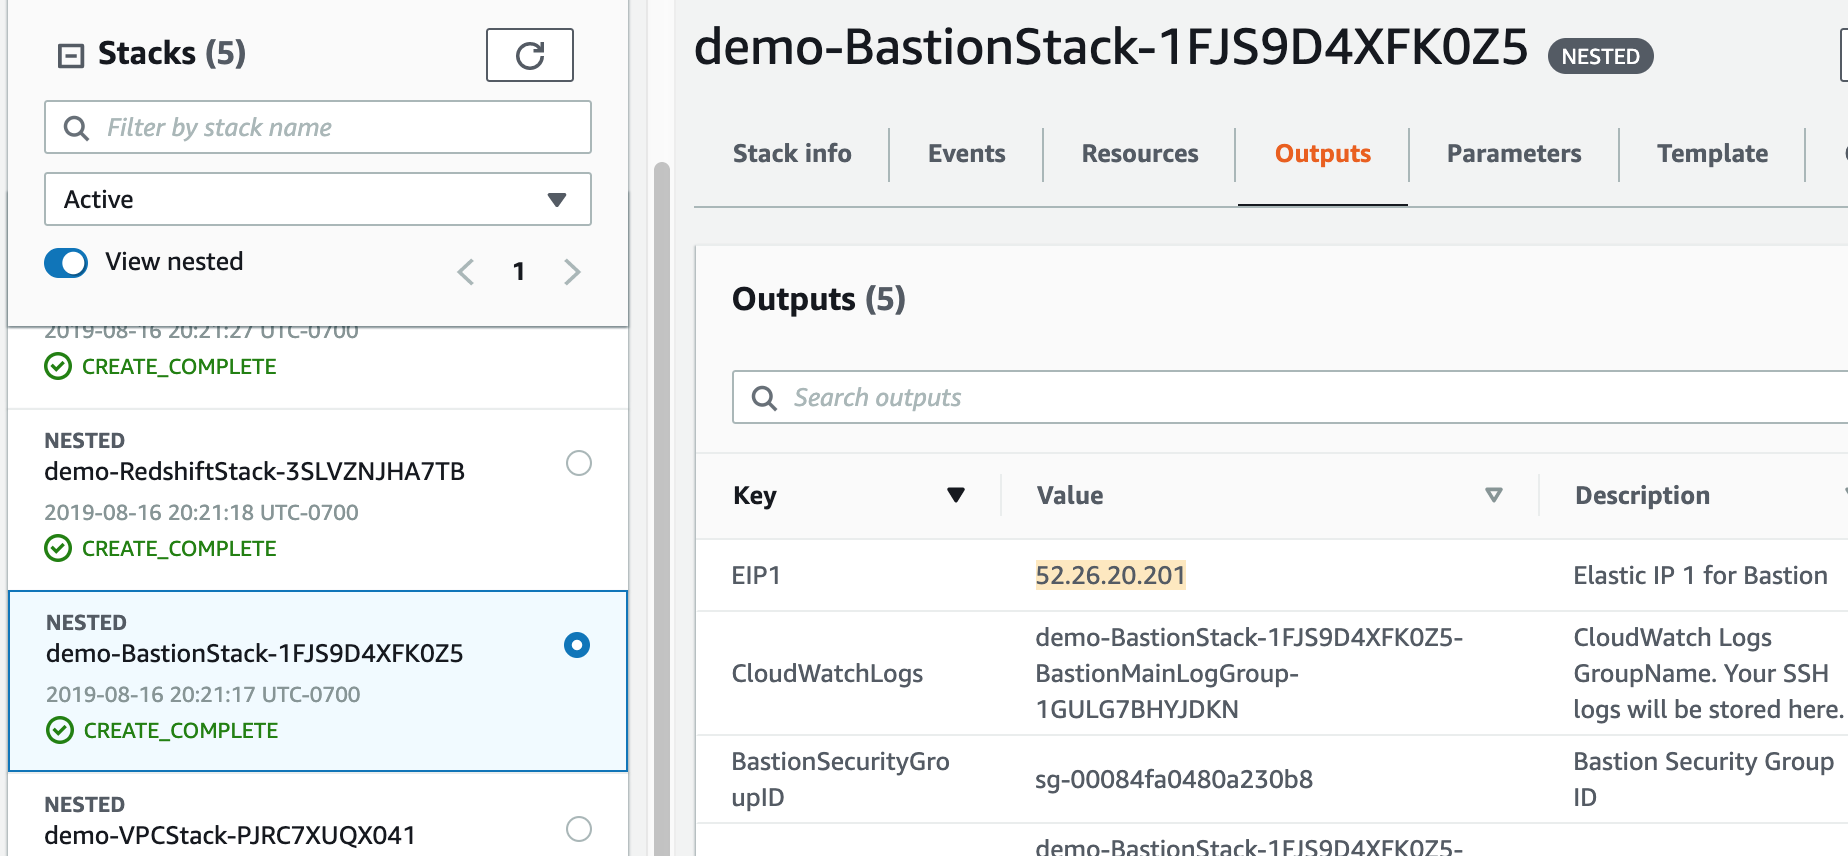 Stacks (5)
Filter by stack name
Active
View nested
1
2019-08-16 20:21:27 UTC-0700
CREATE_COMPLETE
NESTED
demo-RedshiftStack-3SLVZNJHA7TB
2019-08-16 20:21:18 UTC-0700
CREATE_COMPLETE
NESTED
demo-BastionStack-1FJS9D4XFK0Z5
2019-08-16 20:21:17 UTC-0700
CREATE_COMPLETE
NESTED
demo-VPCStack-PJRC7XUQX041
demo-BastionStack-1FJS9D4XFK0Z5 NESTED
Stack info Events Resources Outputs Parameters Template
Outputs (5)
Search outputs
Key Value Description
EIP1 52.26.20.201 Elastic IP 1 for Bastion
CloudWatchLogs
demo-BastionStack-1FJS9D4XFK0Z5-
BastionMainLogGroup-
1GULG7BHYJDKN
CloudWatch Logs
GroupName. Your SSH
logs will be stored here.
BastionSecurityGro
upID
sg-00084fa0480a230b8
Bastion Security Group
ID
demo-BastionStack-1FJS9D4XFK0Z5-